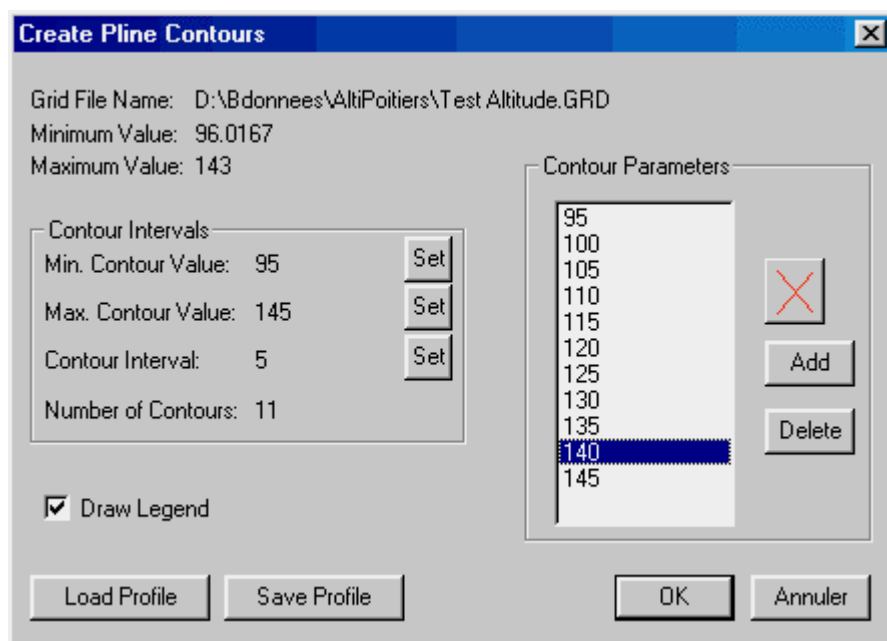 Create Pline Contours
Grid File Name: D:\Bdonnees\AltiPoitiers\Test Altitude.GRD
Minimum Value: 96.0167
Maximum Value: 143
Contour Intervals
Min. Contour Value: 95 Set
Max. Contour Value: 145 Set
Contour Interval: 5 Set
Number of Contours: 11
Draw Legend
Contour Parameters
95
100
105
110
115
120
125
130
135
140
145
Add
Delete
Load Profile Save Profile OK Annuler